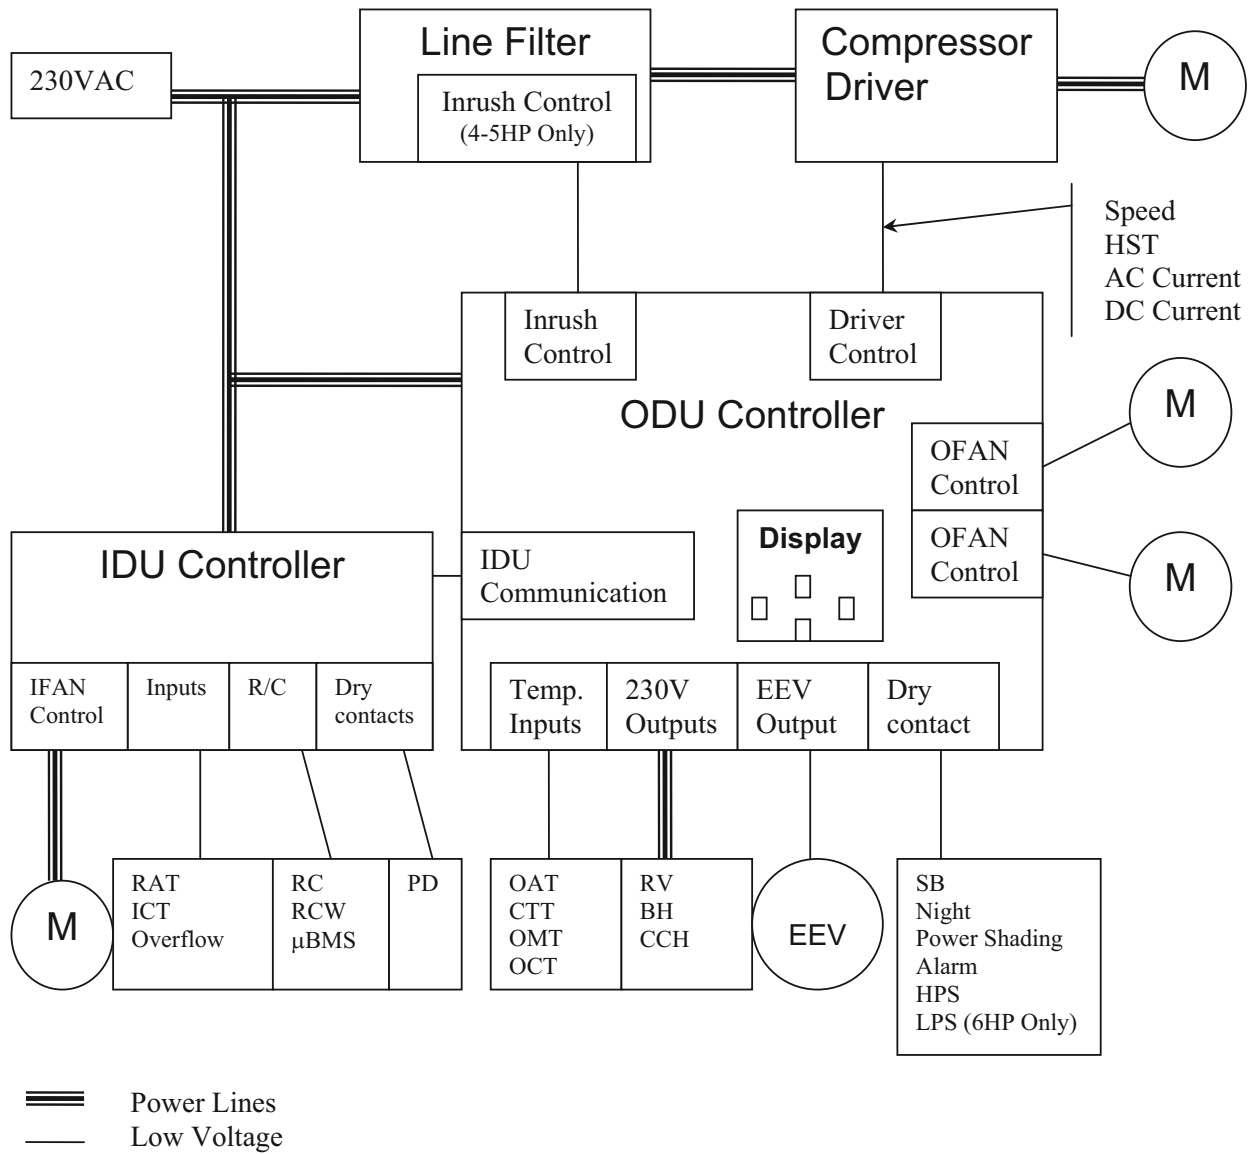 230VAC
Line Filter
Inrush Control
(4-5HP Only)
Compressor
Driver
M
Speed
HST
AC Current
DC Current
Inrush
Control
Driver
Control
ODU Controller
M
OFAN
Control
OFAN
Control
M
Display
IDU Controller
IDU
Communication
IFAN
Control
Inputs
R/C
Dry
contacts
Temp.
Inputs
230V
Outputs
EEV
Output
Dry
contact
M
RAT
ICT
Overflow
RC
RCW
µBMS
PD
OAT
CTT
OMT
OCT
RV
BH
CCH
EEV
SB
Night
Power Shading
Alarm
HPS
LPS (6HP Only)
Power Lines
Low Voltage